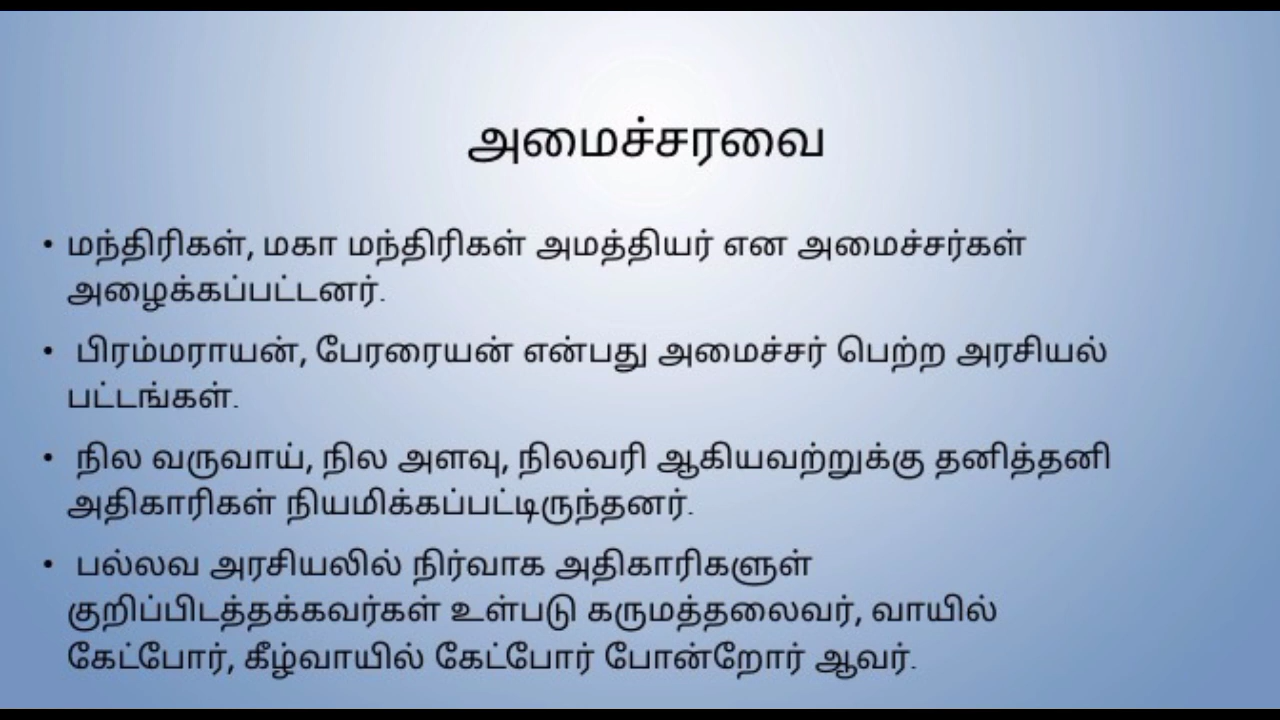 அமைச்சரவை
• மந்திரிகள், மகா மந்திரிகள் அமத்தியர் என அமைச்சர்கள்
அழைக்கப்பட்டனர்.
• பிரம்மராயன், பேரரையன் என்பது அமைச்சர் பெற்ற அரசியல்
பட்டங்கள்.
• நில வருவாய், நில அளவு, நிலவரி ஆகியவற்றுக்கு தனித்தனி
அதிகாரிகள் நியமிக்கப்பட்டிருந்தனர்.
• பல்லவ அரசியலில் நிர்வாக அதிகாரிகளுள்
குறிப்பிடத்தக்கவர்கள் உள்படு கருமத்தலைவர், வாயில்
கேட்போர், கீழ்வாயில் கேட்போர் போன்றோர் ஆவர்.